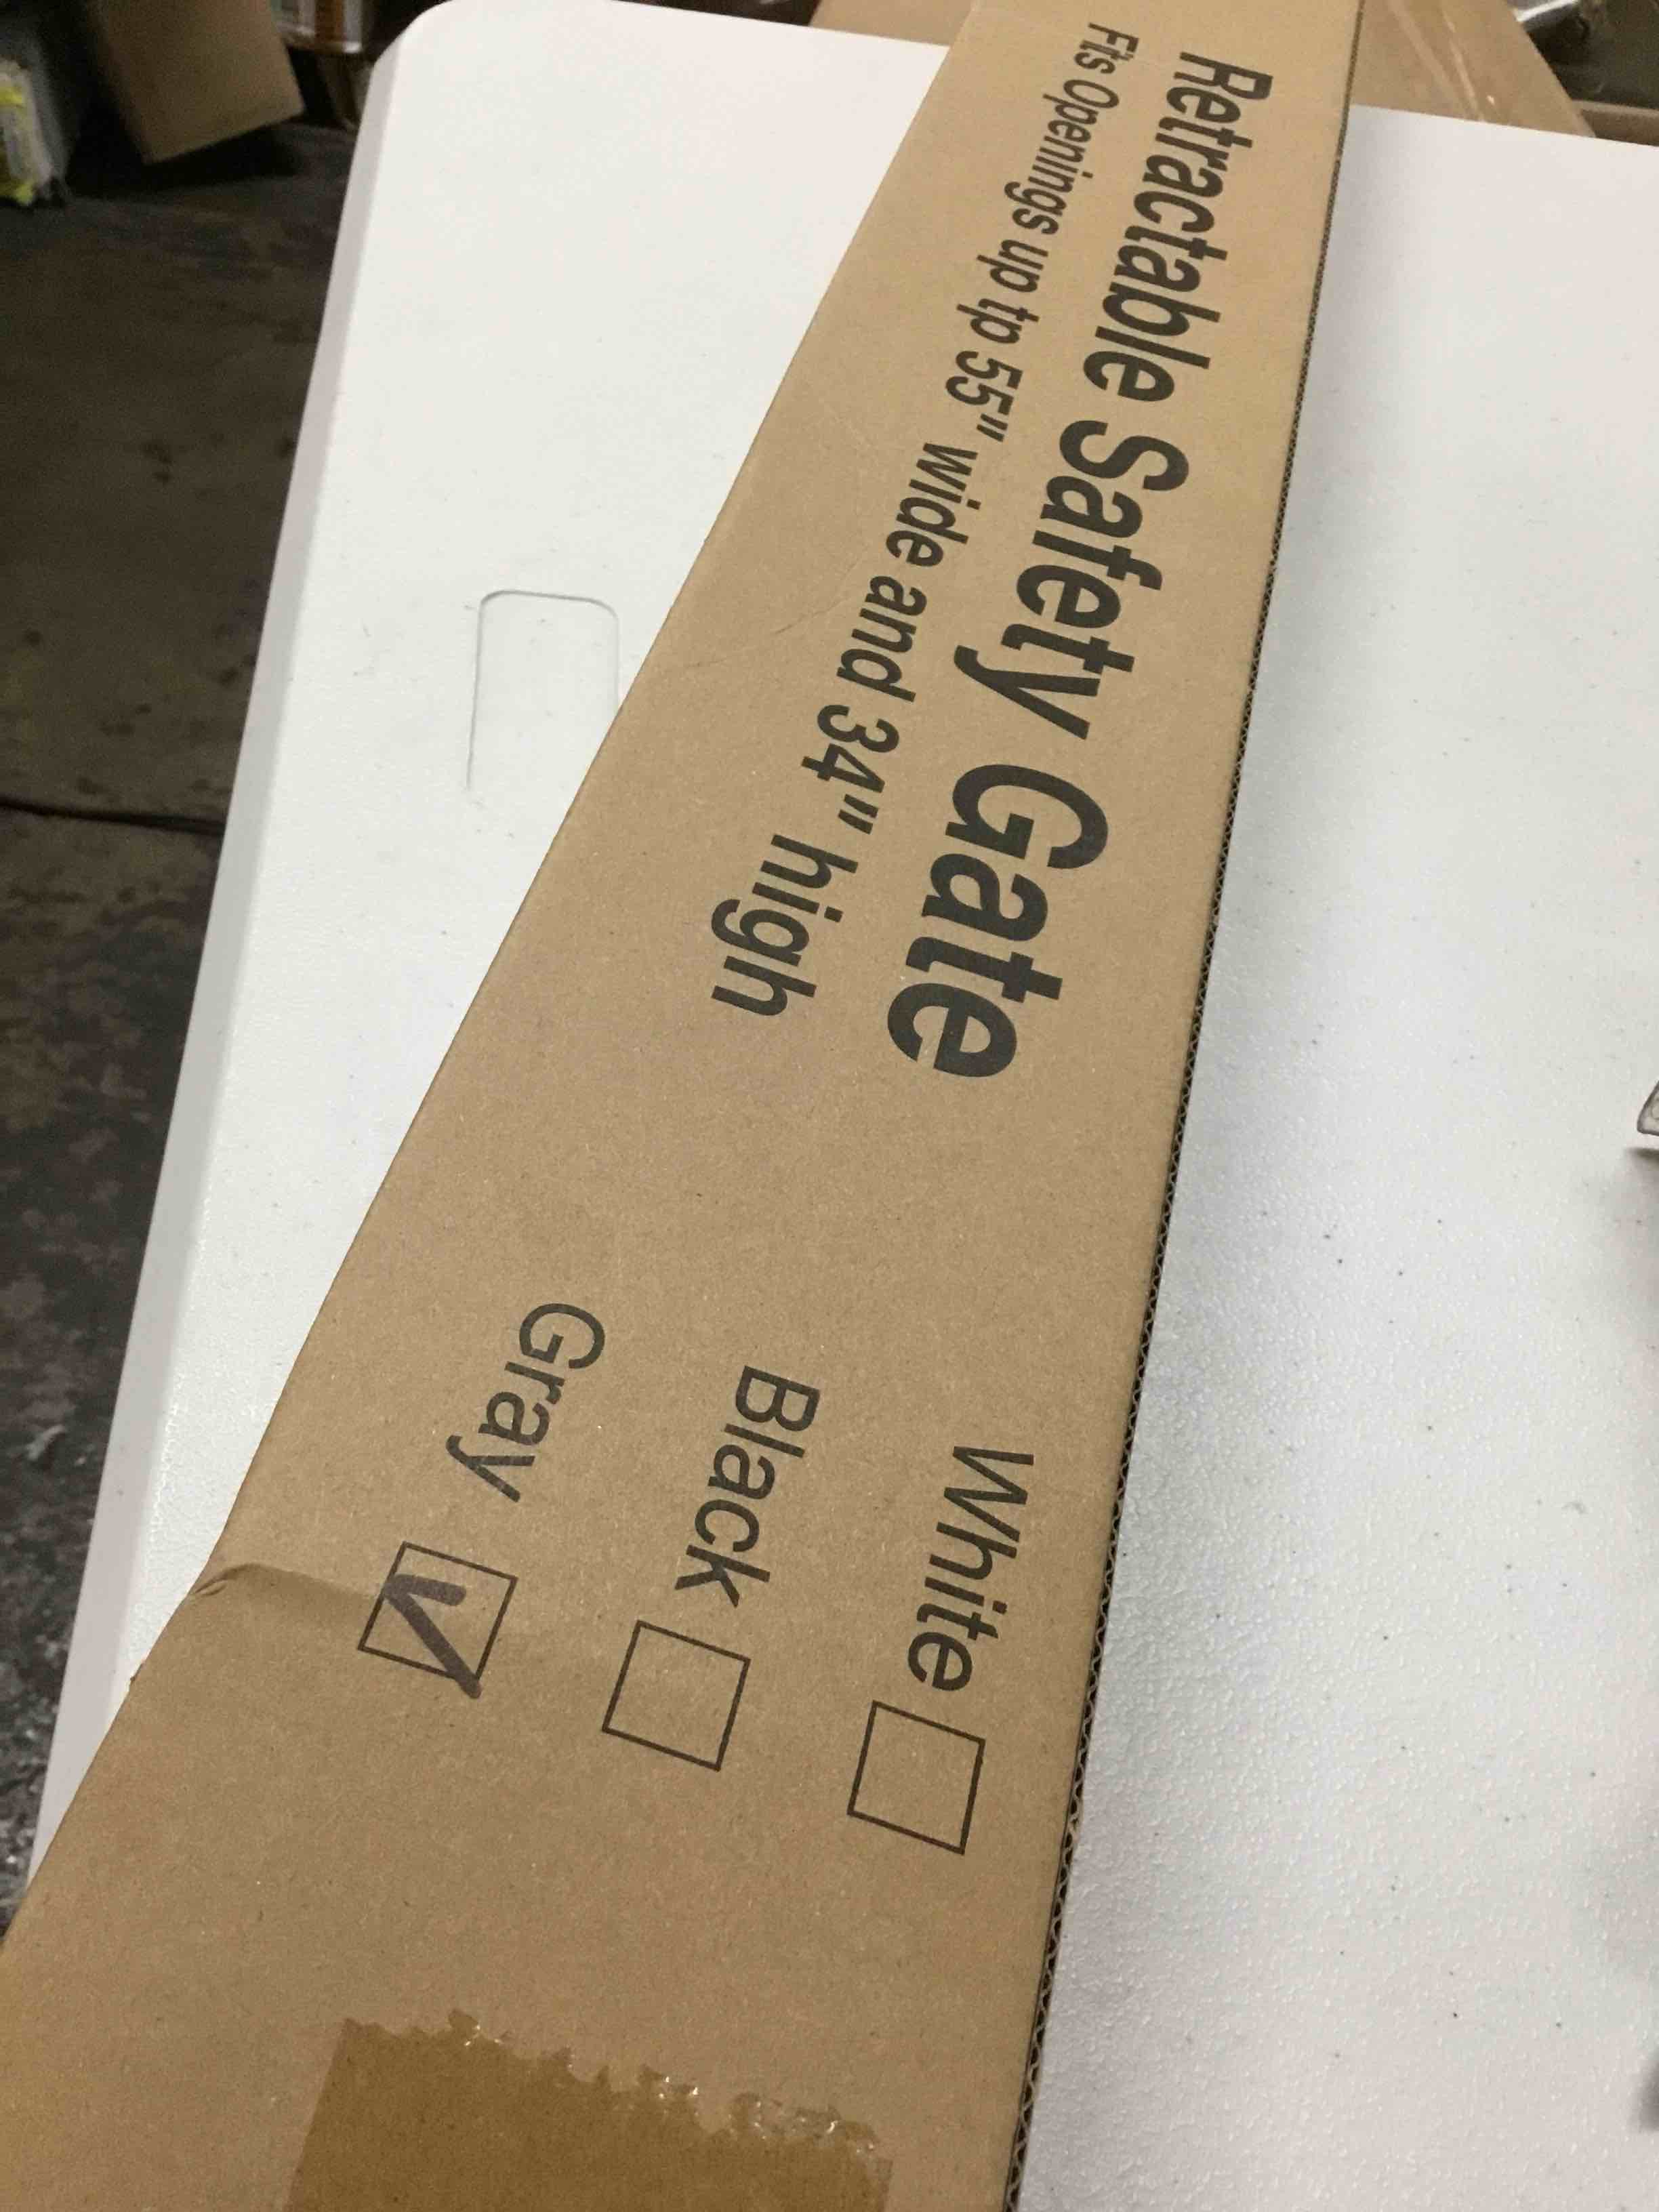 Retractable Safety Gate
Fits Openings up tp 55" wide and 34" high
White
Black
Gray